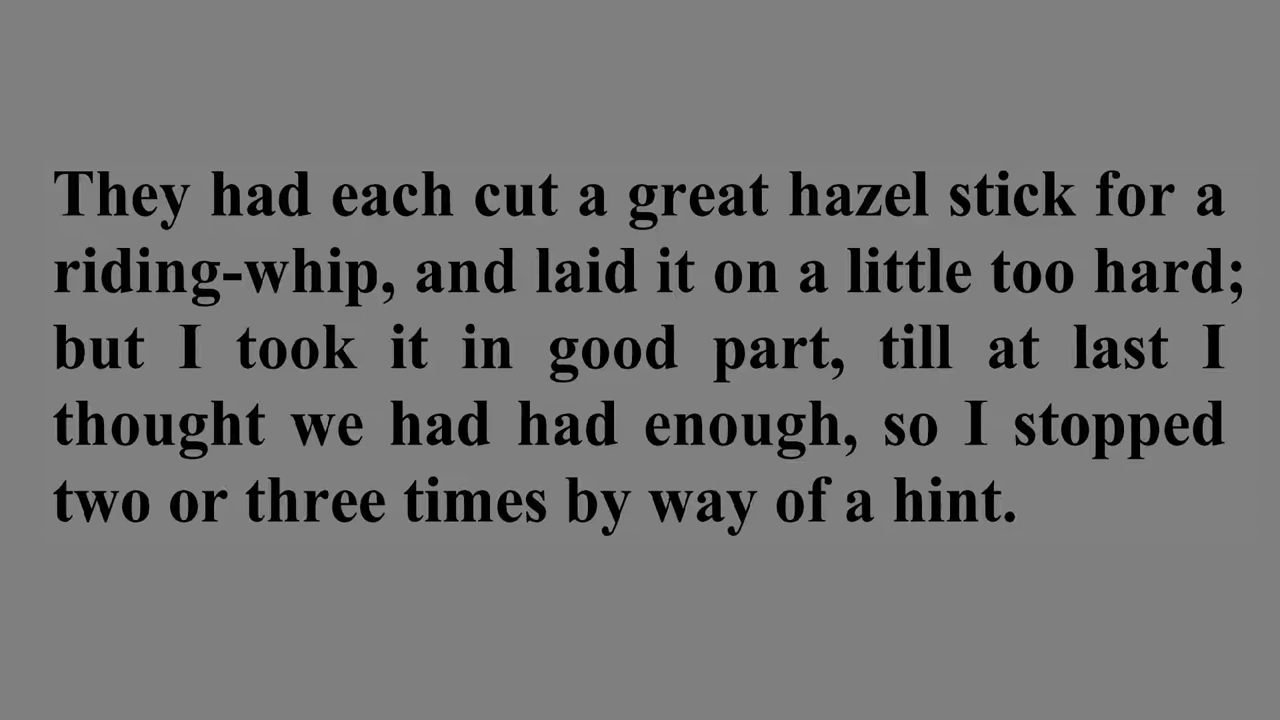 They had each cut a great hazel stick for a
riding-whip, and laid it on a little too hard;
but I took it in good part, till at last I
thought we had had enough, so I stopped
two or three times by way of a hint.